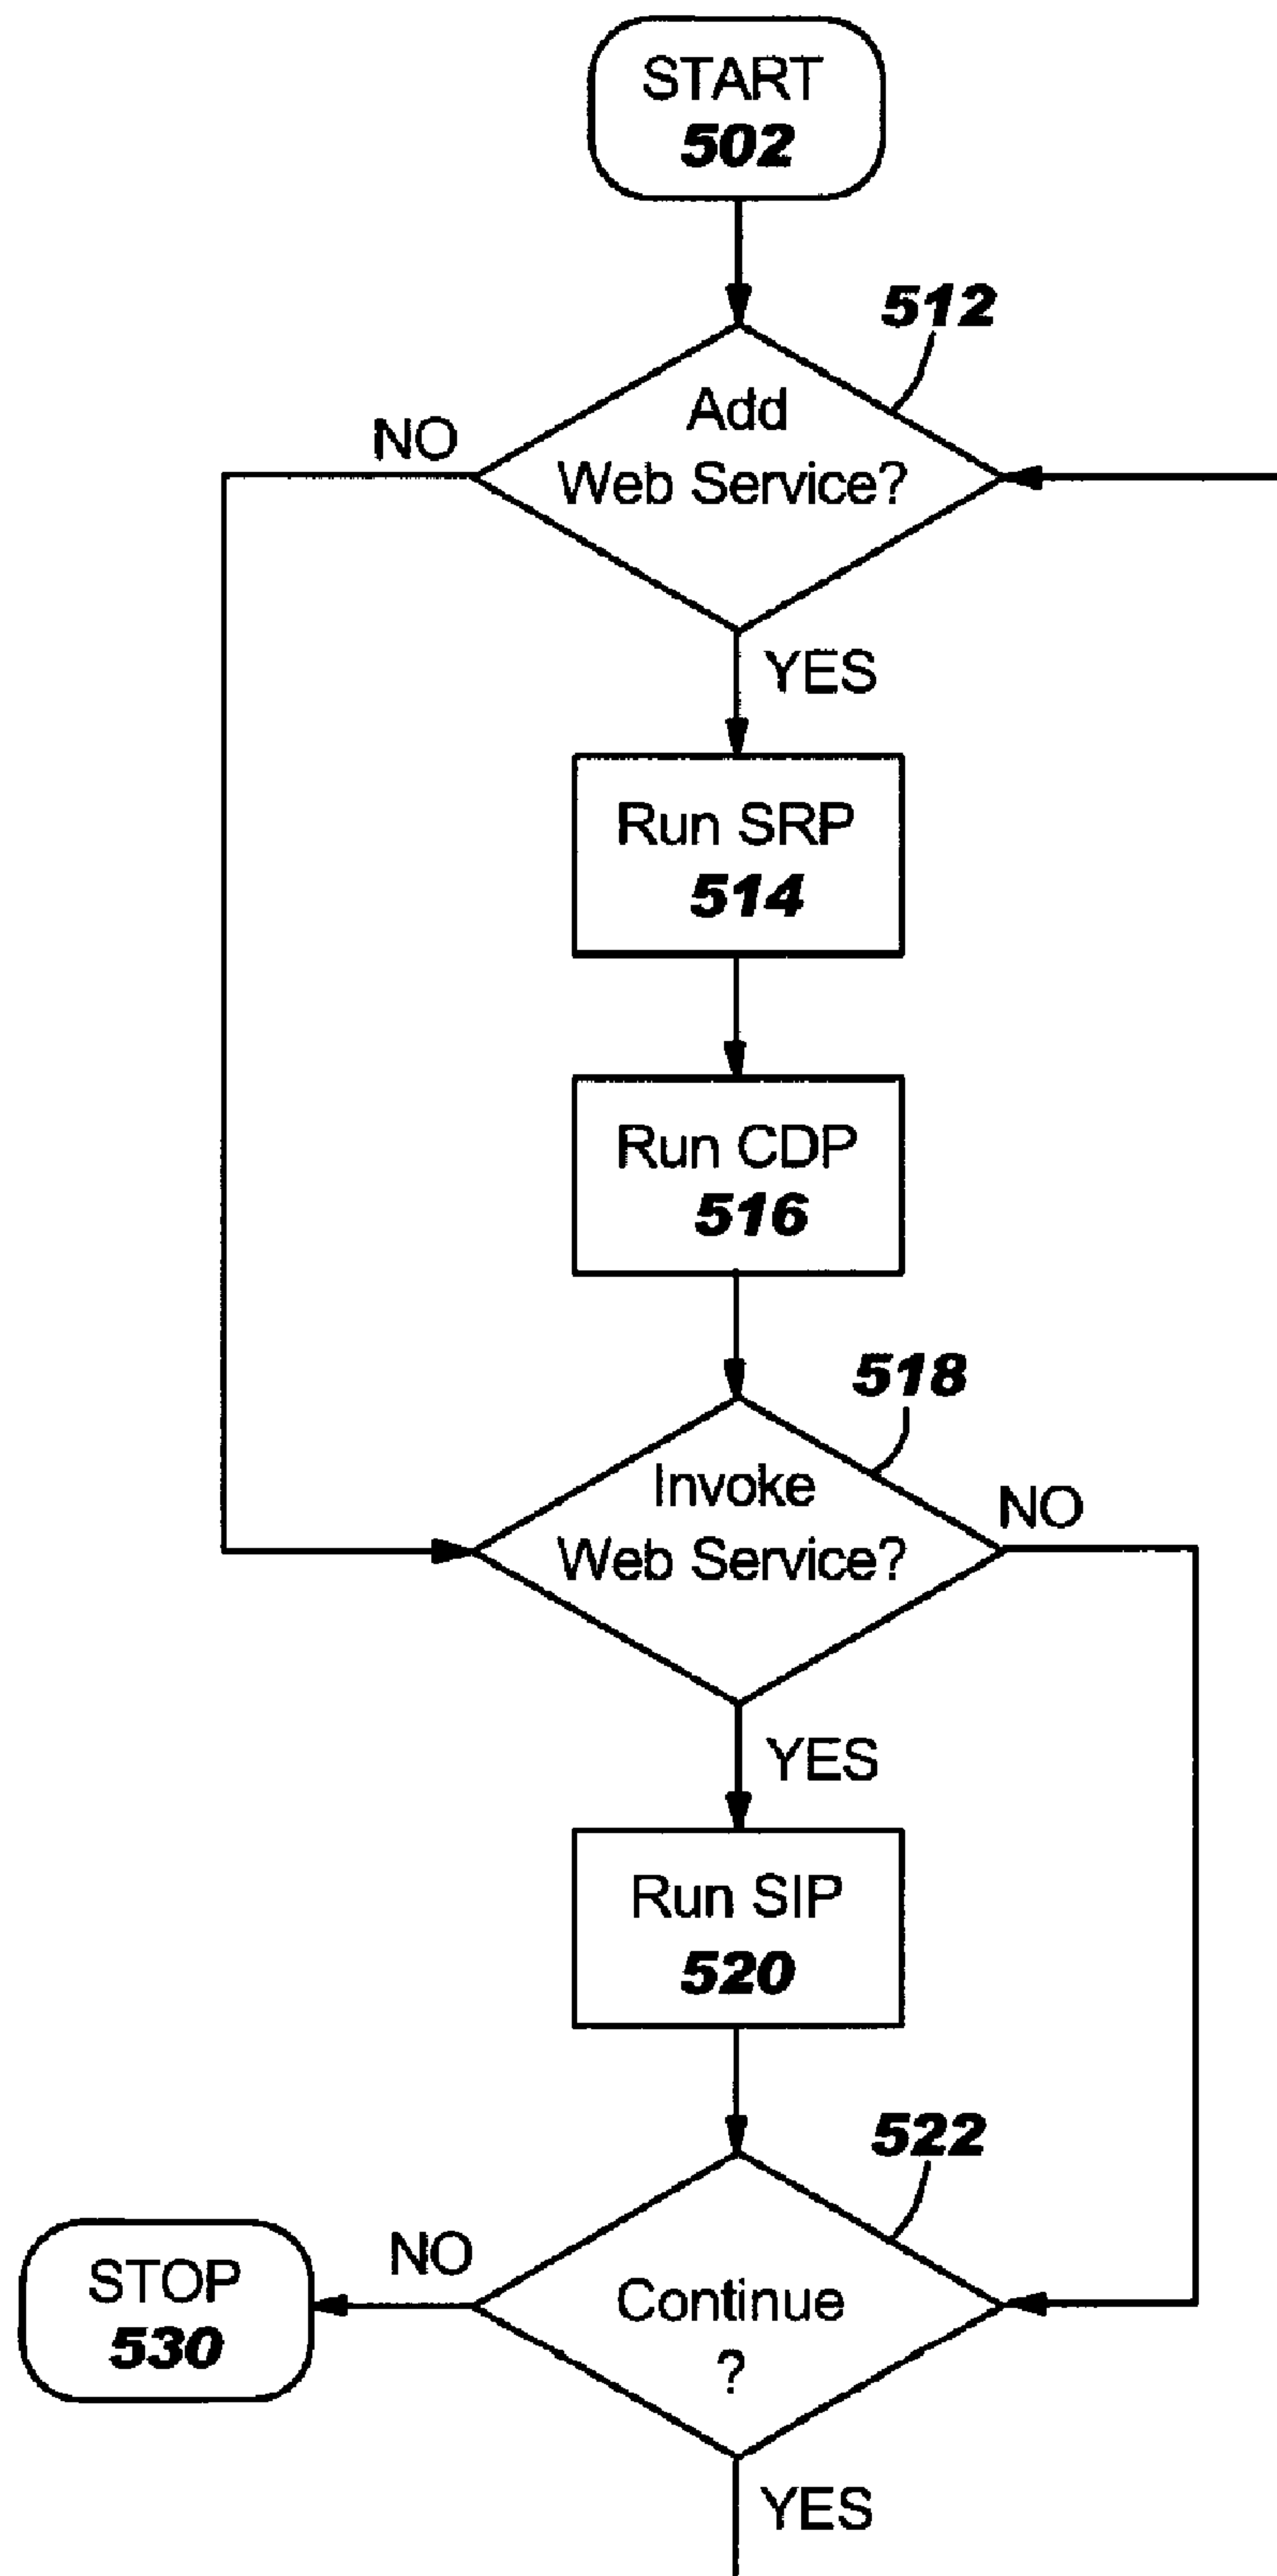 START
502
512
NO
Add
Web Service?
YES
Run SRP
514
Run CDP
516
518
Invoke
Web Service?
NO
YES
Run SIP
520
522
NO
STOP
530
Continue
?
YES